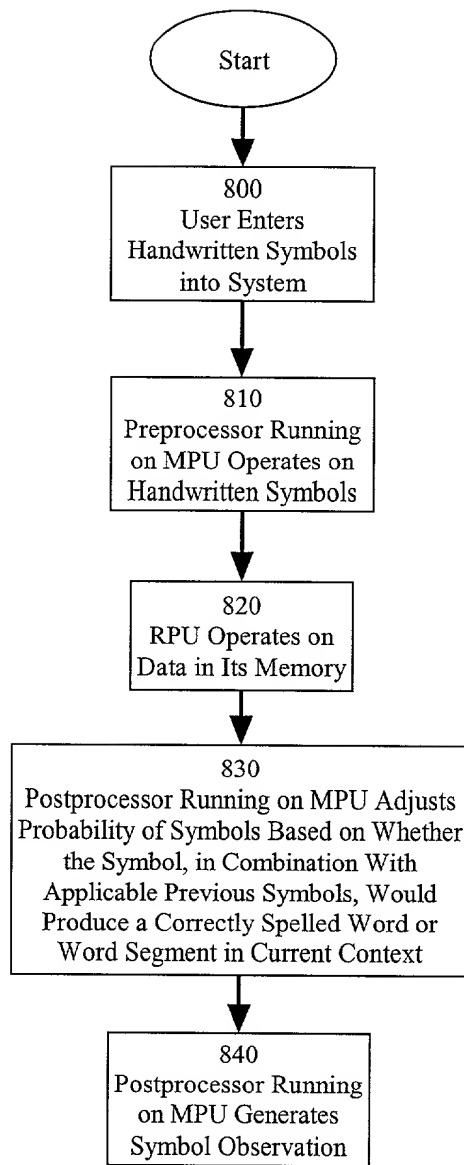 Start
800
User Enters
Handwritten Symbols
into System
810
Preprocessor Running
on MPU Operates on
Handwritten Symbols
820
RPU Operates on
Data in Its Memory
830
Postprocessor Running on MPU Adjusts
Probability of Symbols Based on Whether
the Symbol, in Combination With
Applicable Previous Symbols, Would
Produce a Correctly Spelled Word or
Word Segment in Current Context
840
Postprocessor Running
on MPU Generates
Symbol Observation